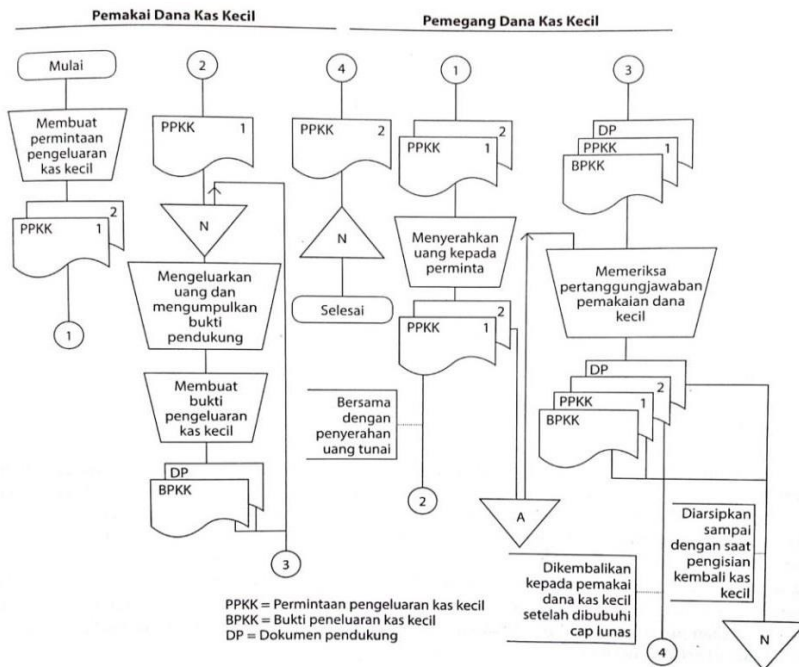 Pemakai Dana Kas Kecil
Pemegang Dana Kas Kecil
Mulai
Membuat
permintaan
pengeluaran
kas kecil
2
PPKK 1
1
2
PPKK 1
N
Mengeluarkan
uang dan
mengumpulkan
bukti
pendukung
Membuat
bukti
pengeluaran
kas kecil
DP
BPKK
3
4
PPKK 2
N
Selesai
1
2
PPKK 1
Menyerahkan
uang kepada
perminta
2
PPKK 1
Bersama
dengan
penyerahan
uang tunai
2
3
DP
PPKK 1
BPKK
Memeriksa
pertanggungjawaban
pemakaian dana
kecil
DP
2
PPKK 1
BPKK
A
Dikembalikan
kepada pemakai
dana kas kecil
setelah dibubuhi
cap lunas
4
Diarsipkan
sampai
dengan saat
pengisian
kembali kas
kecil
N
PPKK = Permintaan pengeluaran kas kecil
BPKK = Bukti peneluaran kas kecil
DP = Dokumen pendukung